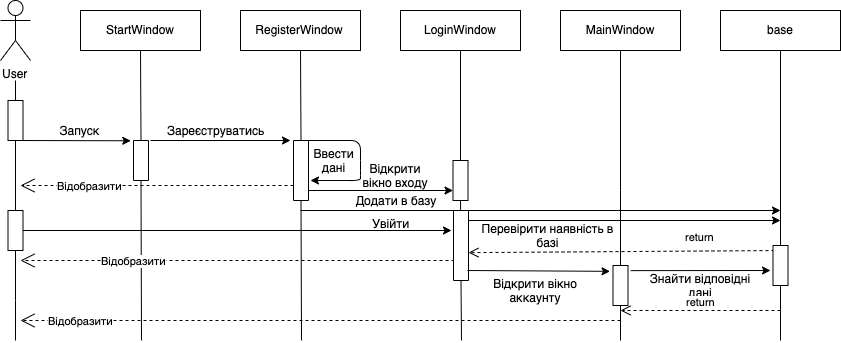 StartWindow
RegisterWindow
LoginWindow
MainWindow
base
User
Запуск
Зареєструватись
Ввести
дані
Відкрити
вікно входу
Відобразити
Додати в базу
Увійти
Перевірити наявність в
базі
return
Відобразити
Відкрити вікно
аккаунту
Знайти відповідні
дані
return
Відобразити